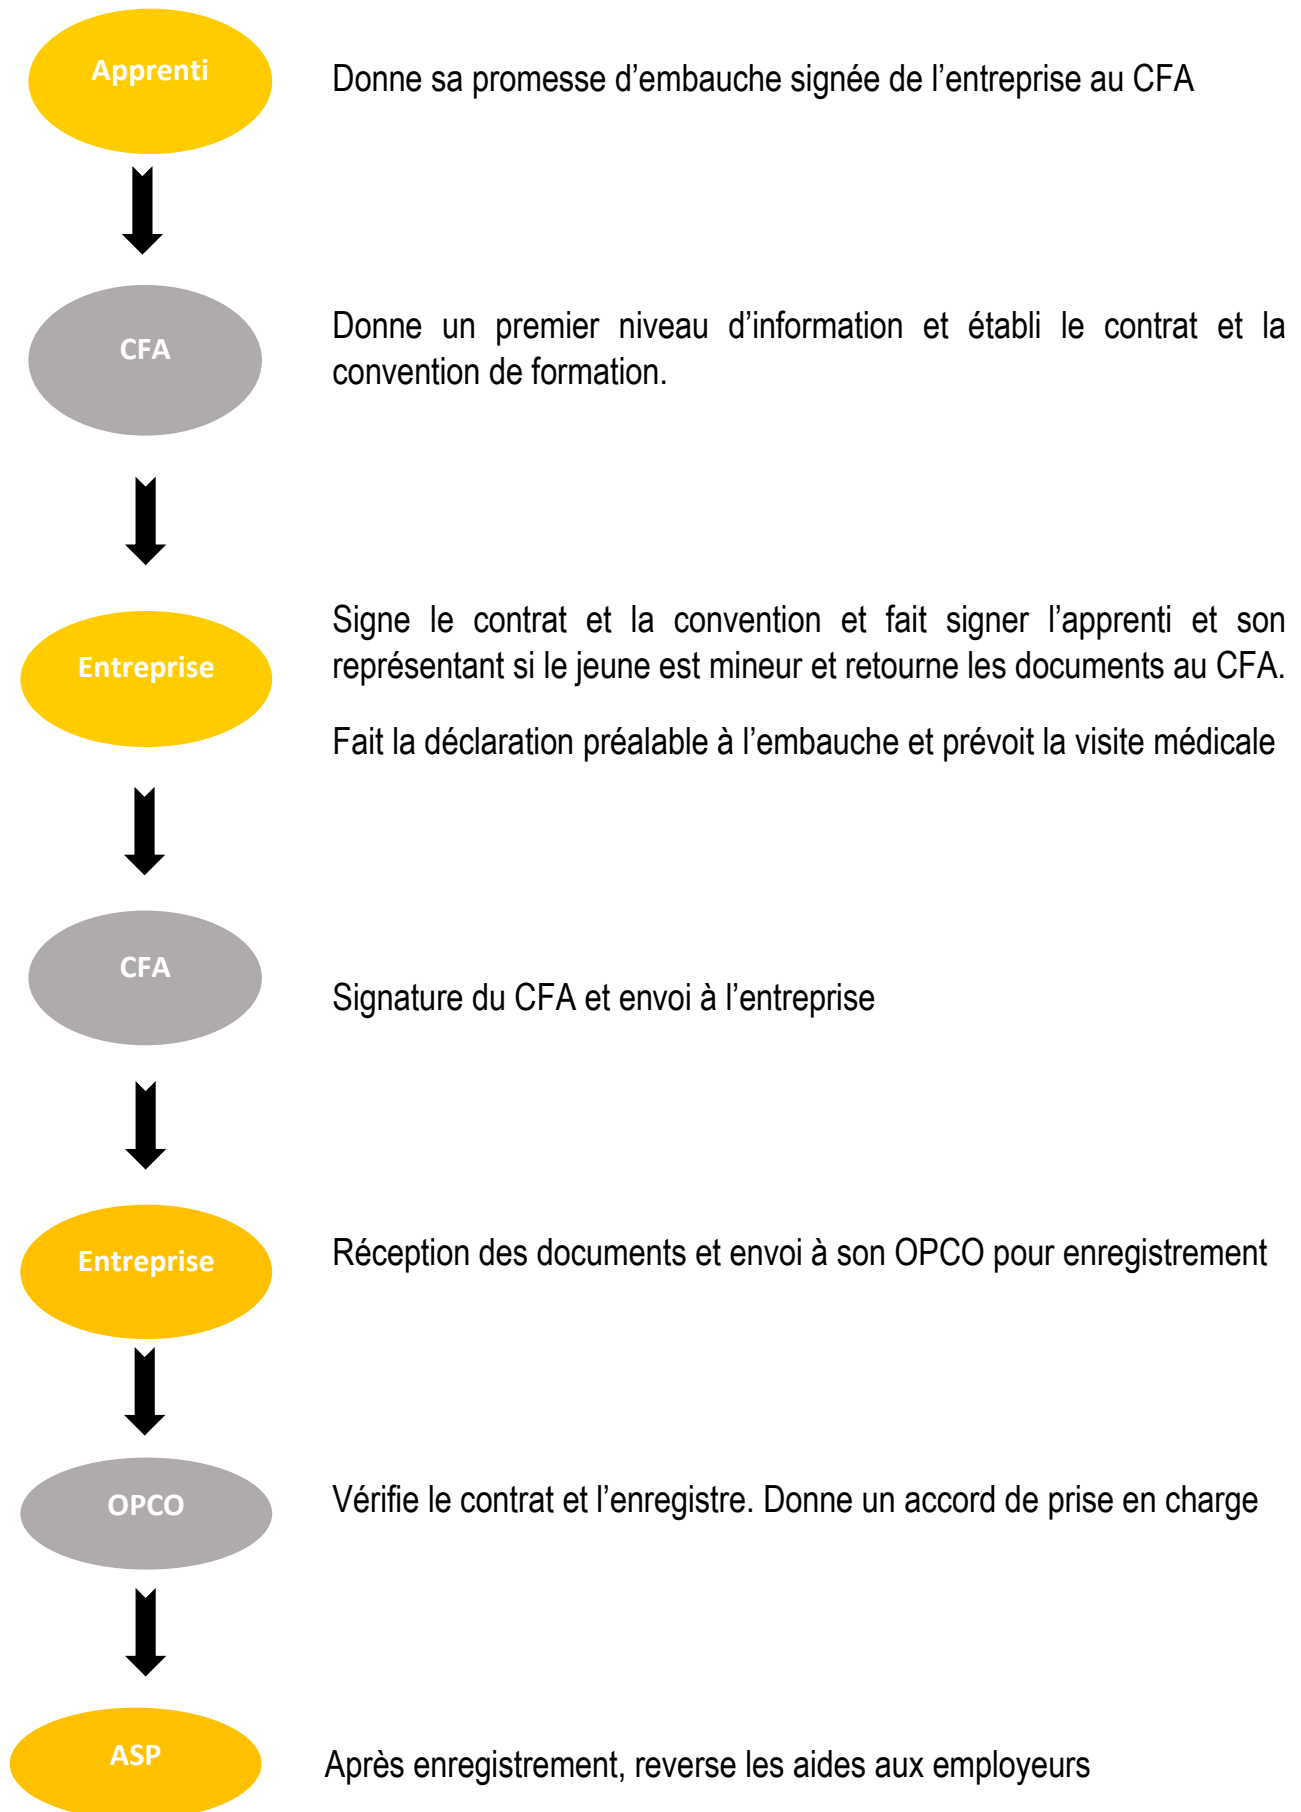 Apprenti
Donne sa promesse d’embauche signée de l’entreprise au CFA
CFA
Donne un premier niveau d’information et établi le contrat et la
convention de formation.
Entreprise
Signe le contrat et la convention et fait signer l’apprenti et son
représentant si le jeune est mineur et retourne les documents au CFA.
Fait la déclaration préalable à l’embauche et prévoit la visite médicale
CFA
Signature du CFA et envoi à l’entreprise
Entreprise
Réception des documents et envoi à son OPCO pour enregistrement
OPCO
Vérifie le contrat et l’enregistre. Donne un accord de prise en charge
ASP
Après enregistrement, reverse les aides aux employeurs